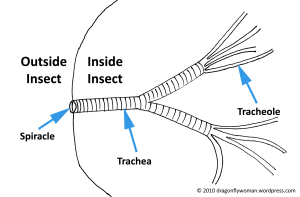 Outside
Insect
Inside
Insect
Spiracle
Trachea
Tracheole
© 2010 dragonflywoman.wordpress.com